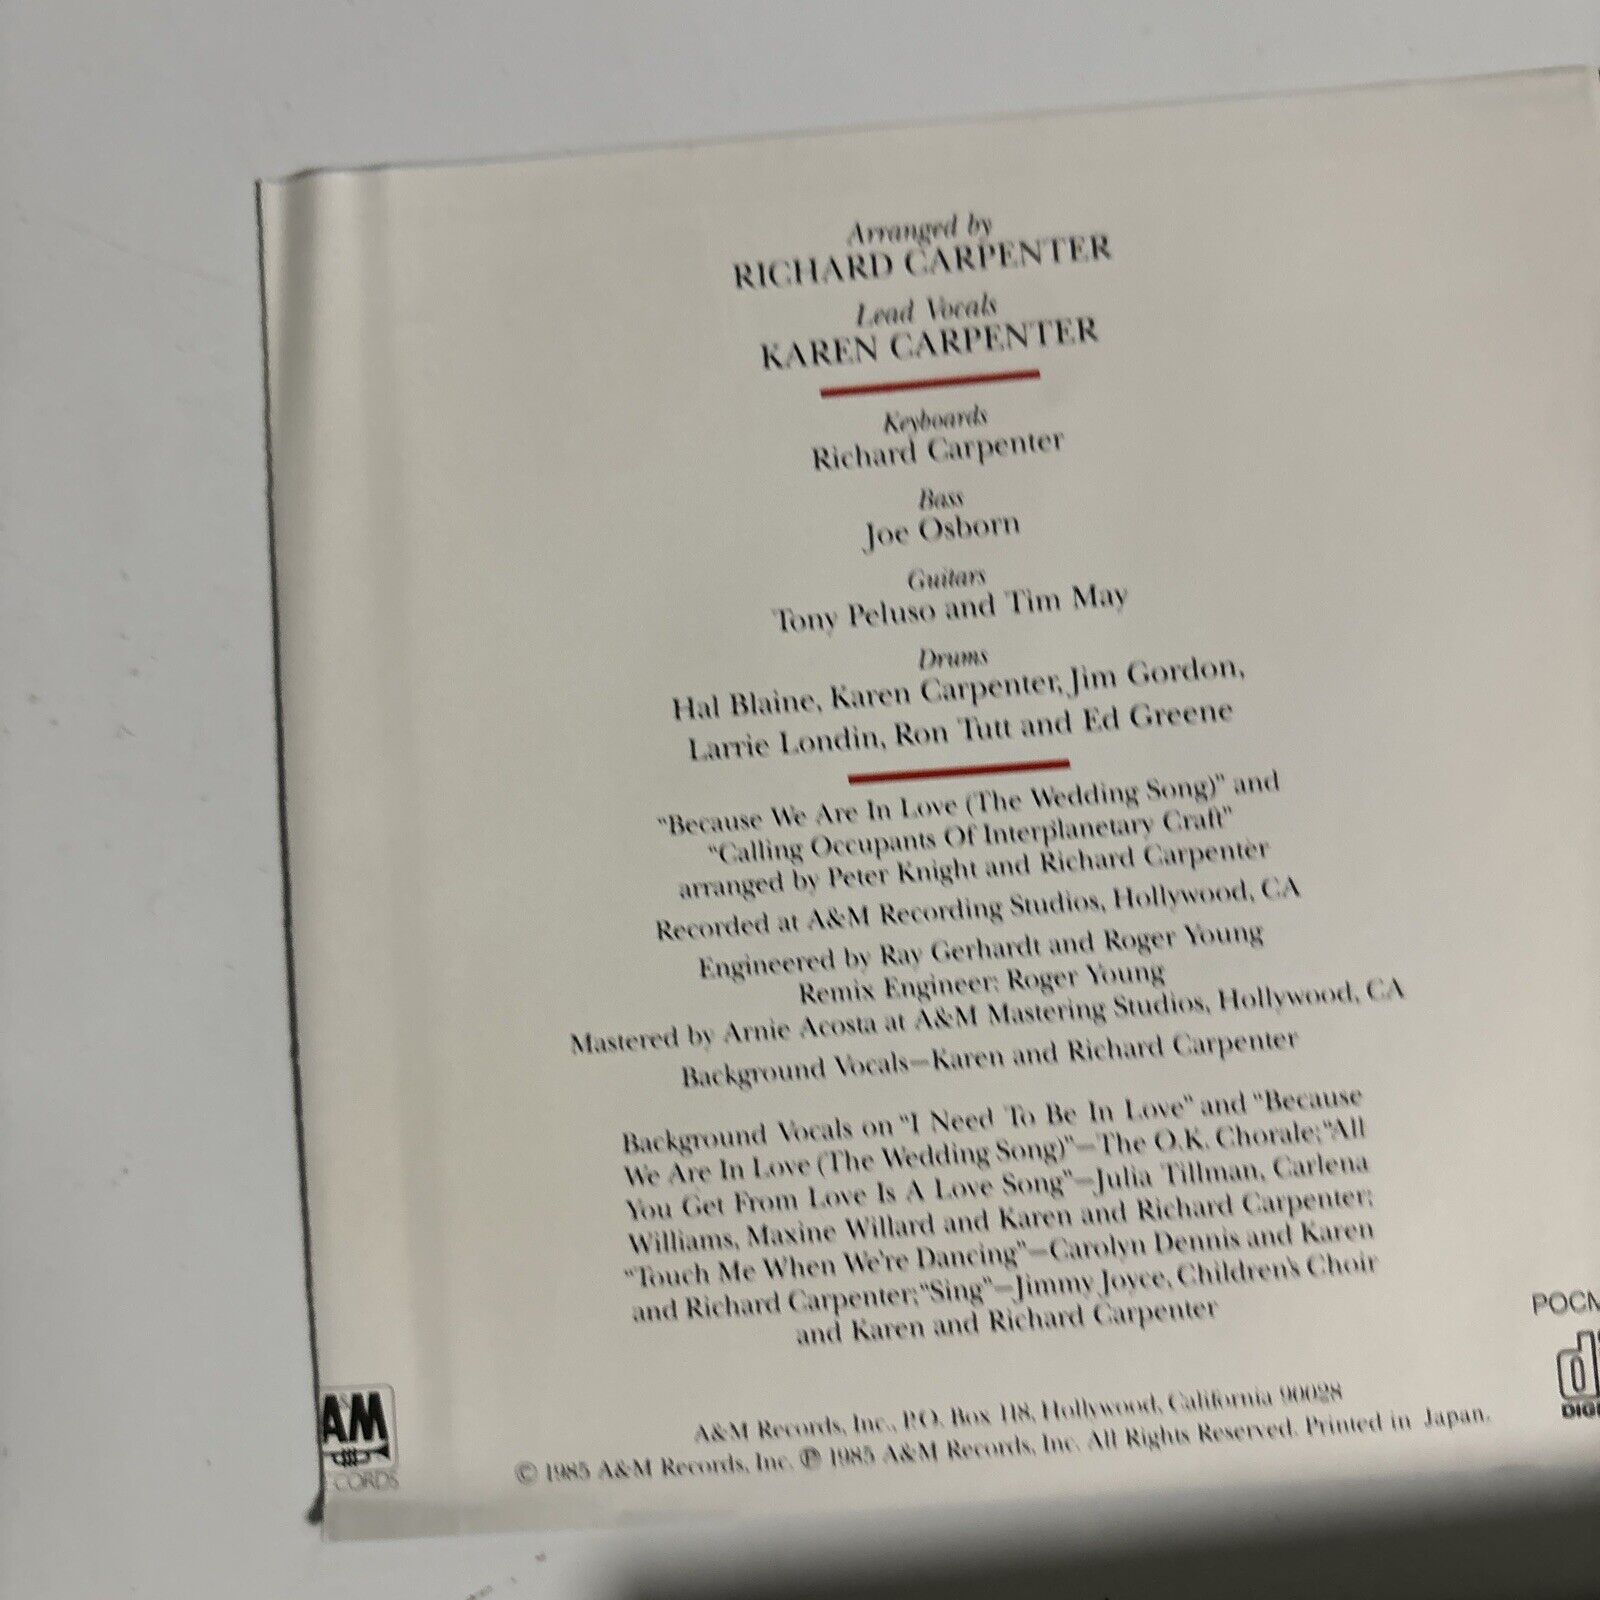 Arranged by
RICHARD CARPENTER
Lead Vocals
KAREN CARPENTER
Keyboards
Richard Carpenter
Bass
Joe Osborn
Guitars
Tony Peluso and Tim May
Drums
Hal Blaine, Karen Carpenter, Jim Gordon,
Larrie Londin, Ron Tutt and Ed Greene
"Because We Are In Love (The Wedding Song)" and
"Calling Occupants Of Interplanetary Craft"
arranged by Peter Knight and Richard Carpenter
Recorded at A&M Recording Studios, Hollywood, CA
Engineered by Ray Gerhardt and Roger Young
Remix Engineer: Roger Young
Mastered by Arnie Acosta at A&M Mastering Studios, Hollywood, CA
Background Vocals—Karen and Richard Carpenter
Background Vocals on "I Need To Be In Love" and "Because
We Are In Love (The Wedding Song)"—The O.K. Chorale; "All
You Get From Love Is A Love Song"—Julia Tillman, Carlena
Williams, Maxine Willard and Karen and Richard Carpenter;
"Touch Me When We're Dancing"—Carolyn Dennis and Karen
and Richard Carpenter; "Sing"—Jimmy Joyce, Children's Choir
and Karen and Richard Carpenter
A&M Records, Inc., P.O. Box 118, Hollywood, California 90028
© 1985 A&M Records, Inc. ℗ 1985 A&M Records, Inc. All Rights Reserved. Printed in Japan.
A&M
CORDS
POCM
DIGI